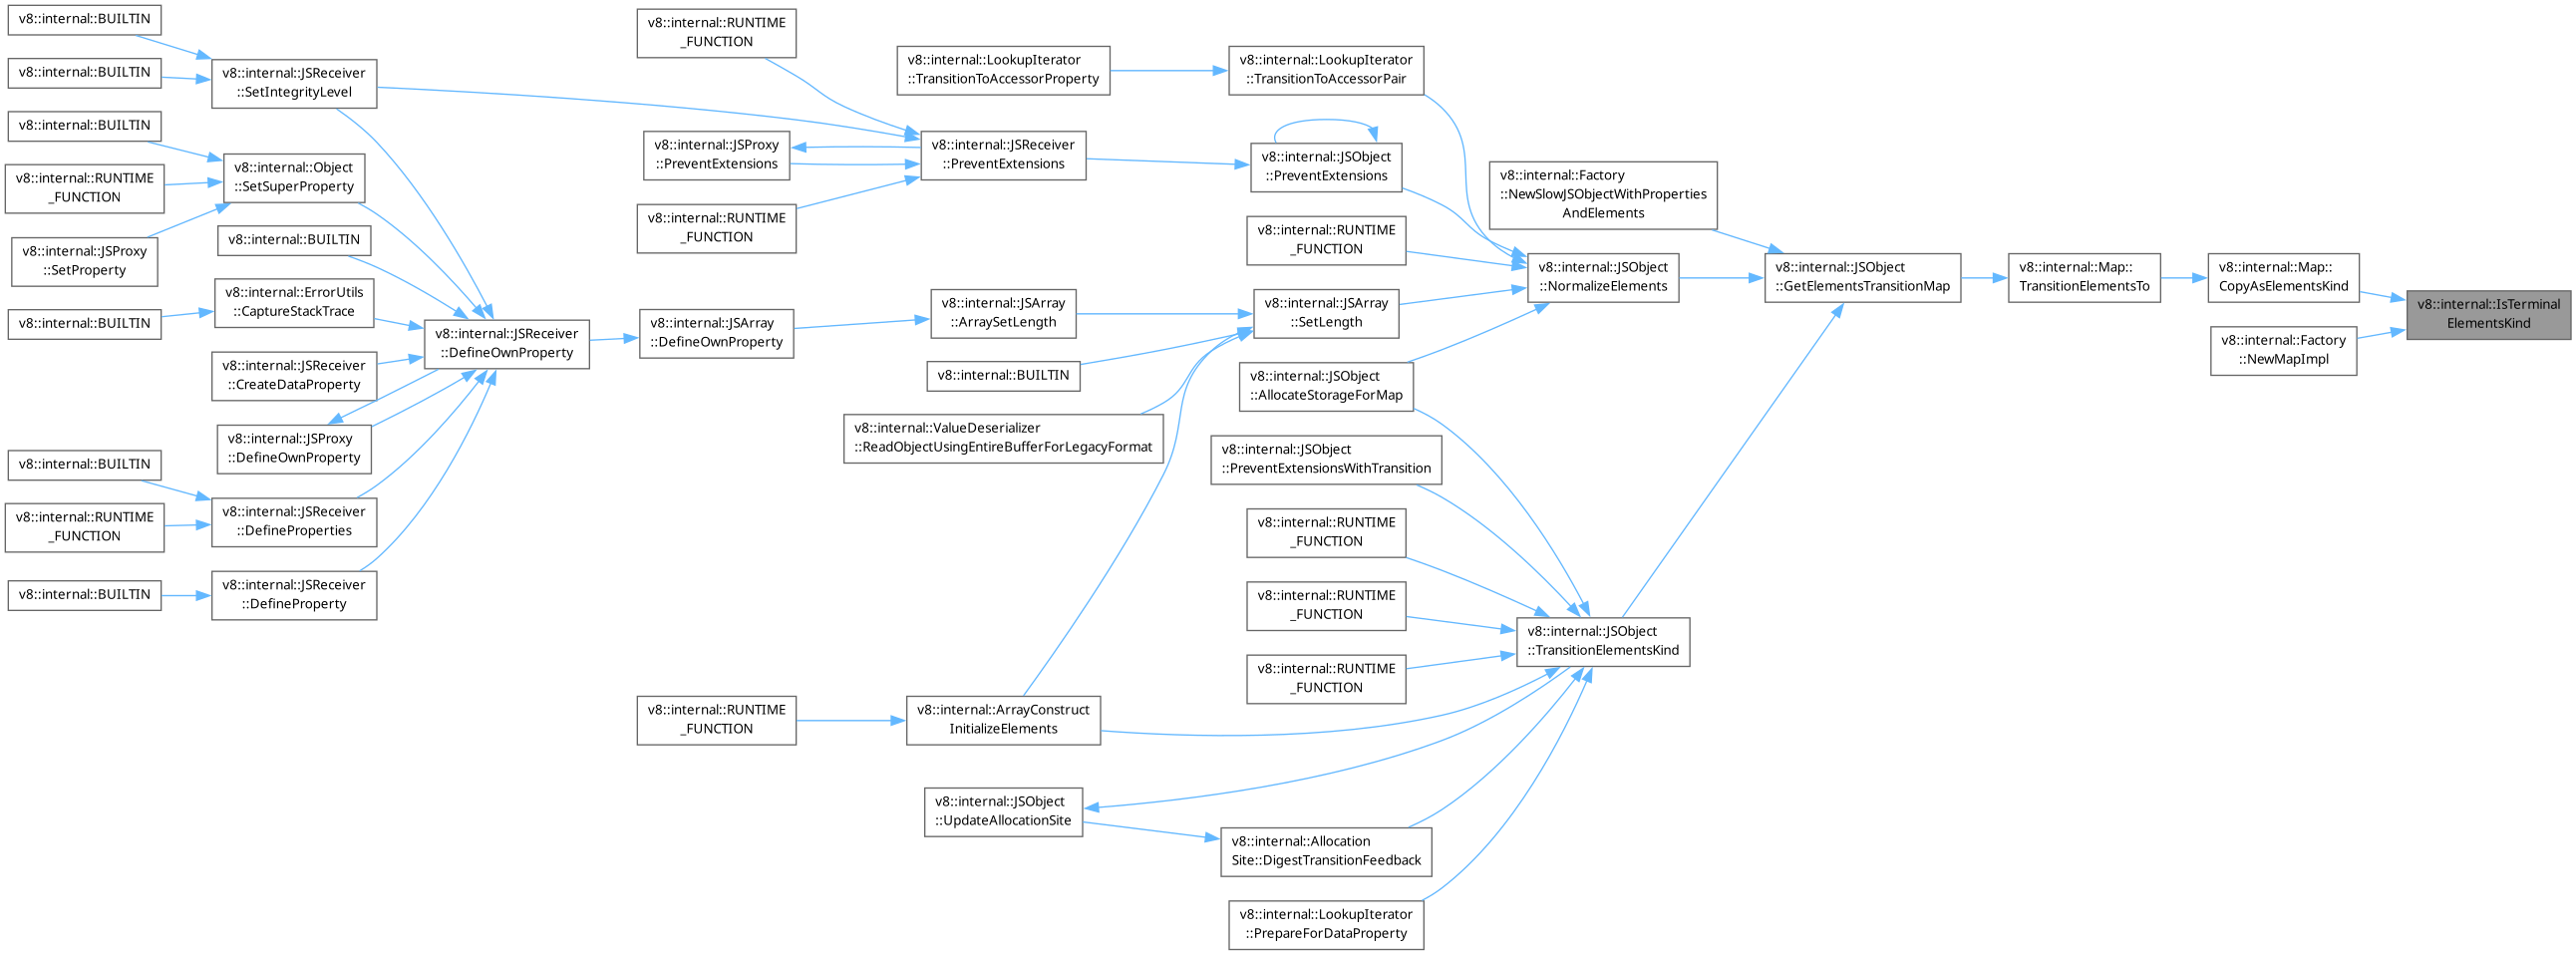 v8::internal::BUILTIN
v8::internal::BUILTIN
v8::internal::BUILTIN
v8::internal::RUNTIME
_FUNCTION
v8::internal::JSProxy
::SetProperty
v8::internal::BUILTIN
v8::internal::BUILTIN
v8::internal::RUNTIME
_FUNCTION
v8::internal::BUILTIN
v8::internal::JSReceiver
::SetIntegrityLevel
v8::internal::Object
::SetSuperProperty
v8::internal::BUILTIN
v8::internal::ErrorUtils
::CaptureStackTrace
v8::internal::JSReceiver
::CreateDataProperty
v8::internal::JSProxy
::DefineOwnProperty
v8::internal::JSReceiver
::DefineProperties
v8::internal::JSReceiver
::DefineProperty
v8::internal::JSReceiver
::DefineOwnProperty
v8::internal::RUNTIME
_FUNCTION
v8::internal::JSProxy
::PreventExtensions
v8::internal::RUNTIME
_FUNCTION
v8::internal::JSArray
::DefineOwnProperty
v8::internal::RUNTIME
_FUNCTION
v8::internal::LookupIterator
::TransitionToAccessorProperty
v8::internal::JSReceiver
::PreventExtensions
v8::internal::JSArray
::ArraySetLength
v8::internal::BUILTIN
v8::internal::ValueDeserializer
::ReadObjectUsingEntireBufferForLegacyFormat
v8::internal::ArrayConstruct
InitializeElements
v8::internal::JSObject
::UpdateAllocationSite
v8::internal::LookupIterator
::TransitionToAccessorPair
v8::internal::JSObject
::PreventExtensions
v8::internal::RUNTIME
_FUNCTION
v8::internal::JSArray
::SetLength
v8::internal::JSObject
::AllocateStorageForMap
v8::internal::JSObject
::PreventExtensionsWithTransition
v8::internal::RUNTIME
_FUNCTION
v8::internal::RUNTIME
_FUNCTION
v8::internal::RUNTIME
_FUNCTION
v8::internal::Allocation
Site::DigestTransitionFeedback
v8::internal::LookupIterator
::PrepareForDataProperty
v8::internal::Factory
::NewSlowJSObjectWithProperties
AndElements
v8::internal::JSObject
::NormalizeElements
v8::internal::JSObject
::TransitionElementsKind
v8::internal::JSObject
::GetElementsTransitionMap
v8::internal::Map::
TransitionElementsTo
v8::internal::Map::
CopyAsElementsKind
v8::internal::Factory
::NewMapImpl
v8::internal::IsTerminal
ElementsKind